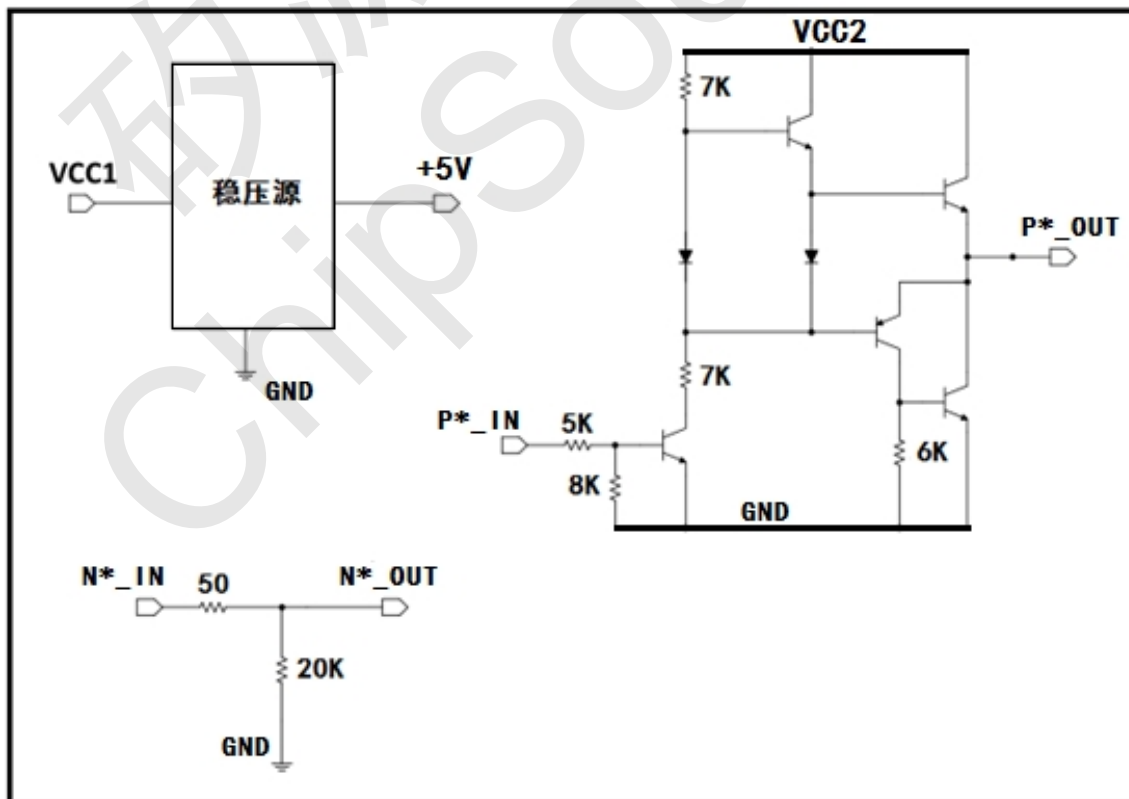 VCC2
7K
VCC1
稳压源
+5V
P*_OUT
GND
7K
P*_IN
5K
8K
6K
GND
N*_IN
50
N*_OUT
20K
GND
ChipSo